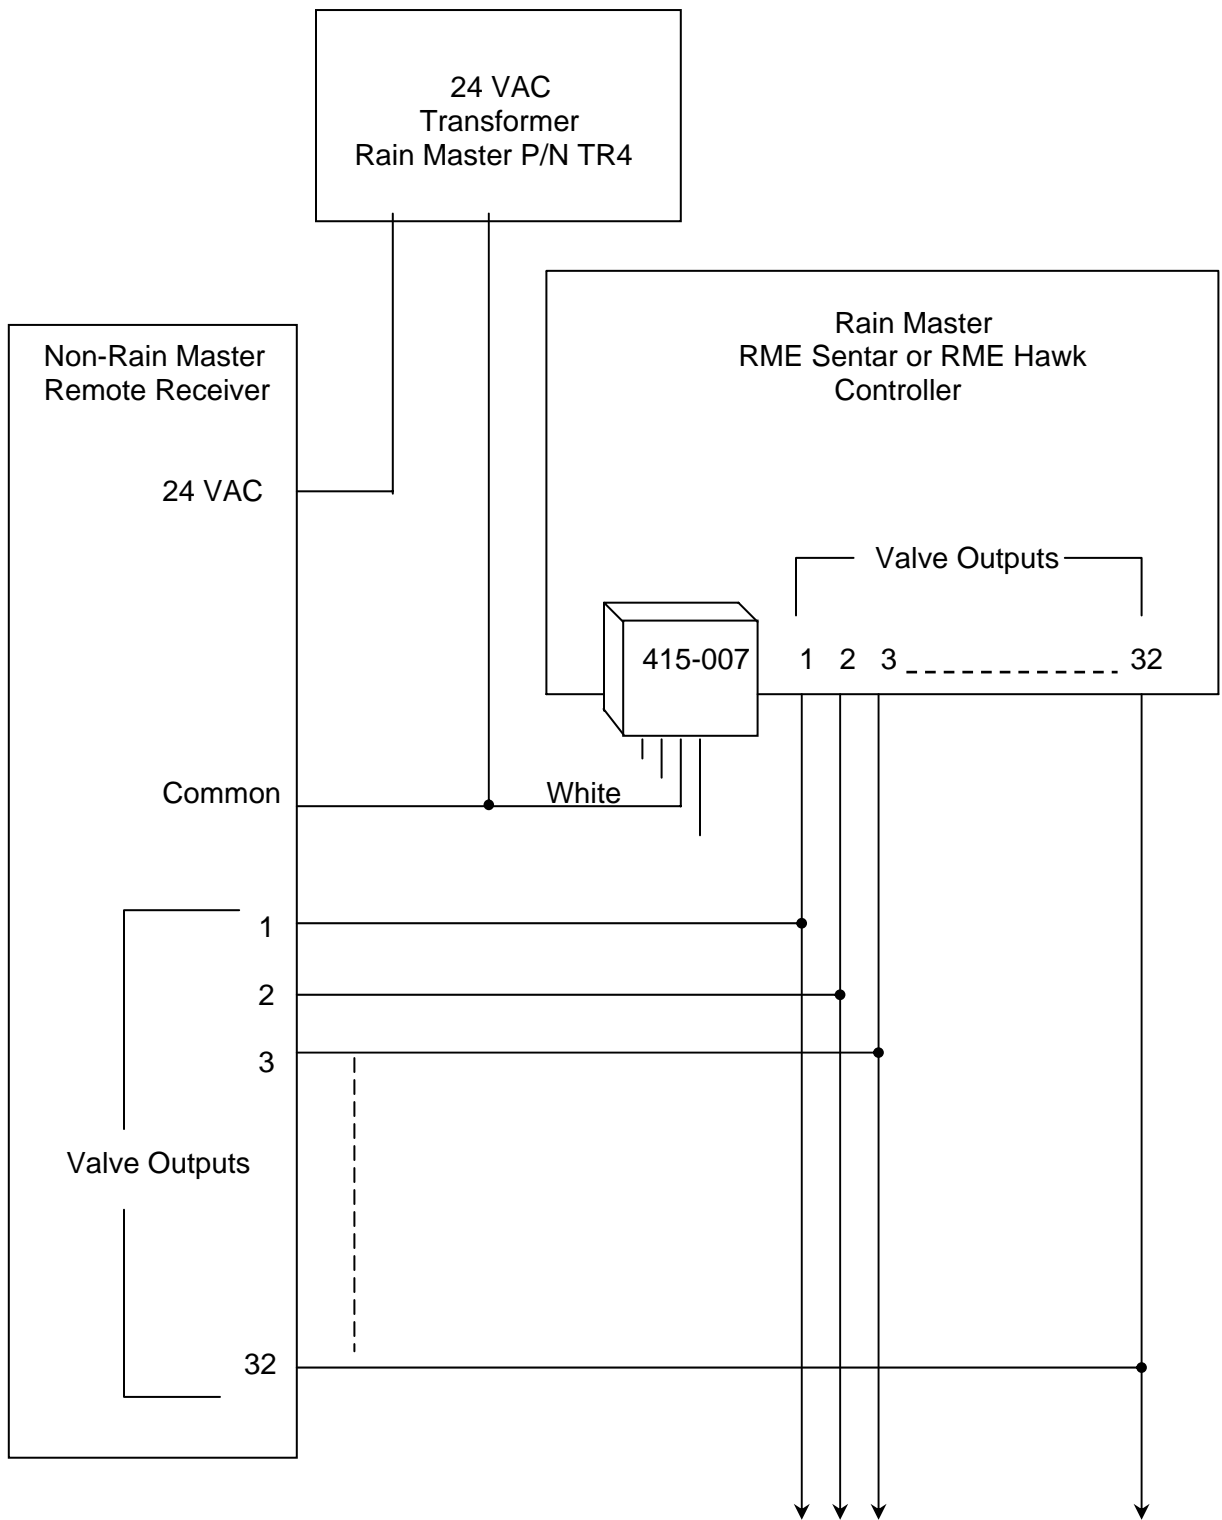 24 VAC
Transformer
Rain Master P/N TR4
Rain Master
RME Sentar or RME Hawk
Controller
Non-Rain Master
Remote Receiver
24 VAC
Valve Outputs
415-007
1 2 3 32
Common
White
1
2
3
Valve Outputs
32